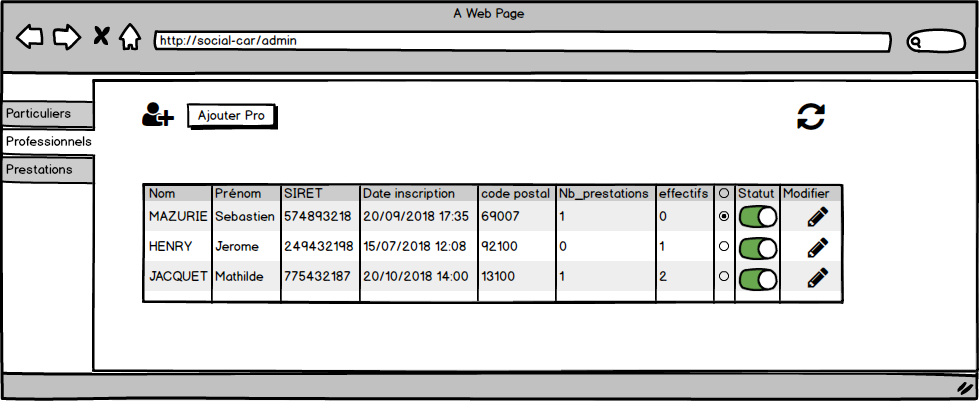 A Web Page
http://social-car/admin
Particuliers
Professionnels
Prestations
Ajouter Pro
Nom Prénom SIRET Date inscription code postal Nb_prestations effectifs Statut Modifier
MAZURIE Sebastien 574893218 20/09/2018 17:35 69007 1 0
HENRY Jerome 249432198 15/07/2018 12:08 92100 0 1
JACQUET Mathilde 775432187 20/10/2018 14:00 13100 1 2